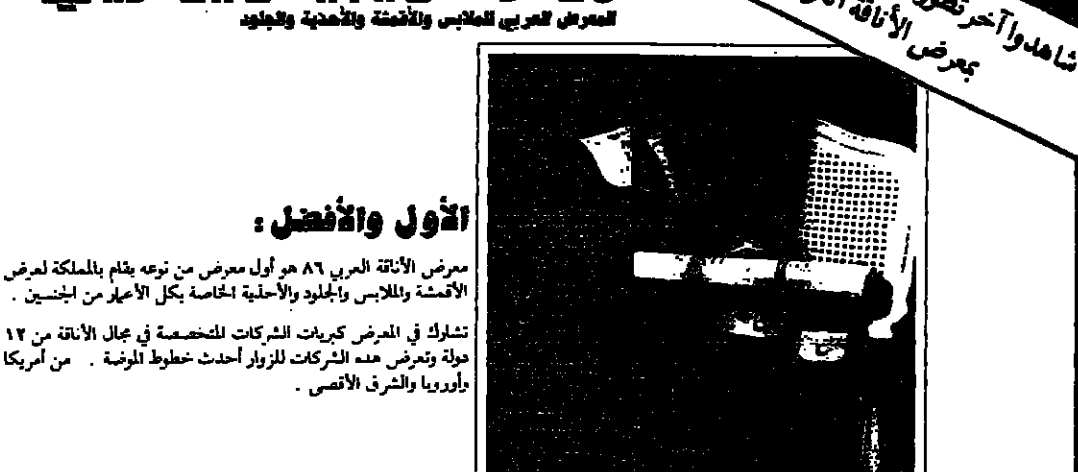 المعرض العربي للملابس والأقمشة والأحذية والجلود
شاهدوا آخر
بمعرض الأناقة
الأول والأفضل :
معرض الأناقة العربي ٨٦ هو أول معرض من نوعه يقام بالمملكة لعرض
الأقمشة والملابس والجلود والأحذية الخاصة بكل الأعمار من الجنسين .
تشارك في المعرض كبريات الشركات المتخصصة في مجال الأناقة من ١٢
دولة وتعرض هذه الشركات للزوار أحدث خطوط الموضة . من أمريكا
وأوروبا والشرق الأقصى .